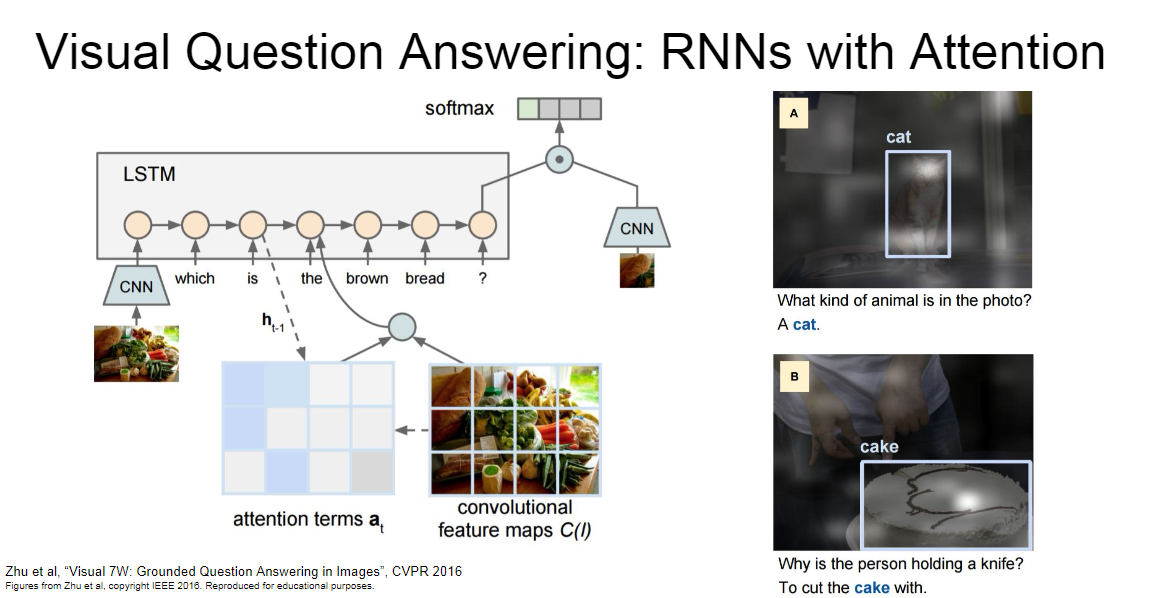 Visual Question Answering: RNNs with Attention
softmax
LSTM
CNN
which
is
the
brown
bread
?
CNN
h_t-1
attention terms a_t
convolutional
feature maps C(I)
A
cat
What kind of animal is in the photo?
A cat.
B
cake
Why is the person holding a knife?
To cut the cake with.
Zhu et al, “Visual 7W: Grounded Question Answering in Images”, CVPR 2016
Figures from Zhu et al, copyright IEEE 2016. Reproduced for educational purposes.